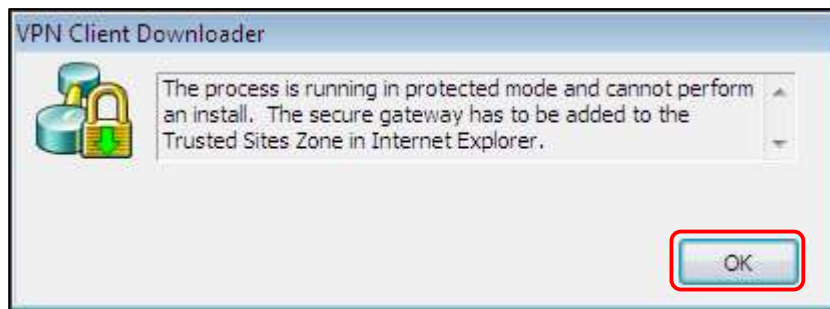 VPN Client Downloader
The process is running in protected mode and cannot perform
an install. The secure gateway has to be added to the
Trusted Sites Zone in Internet Explorer.
OK